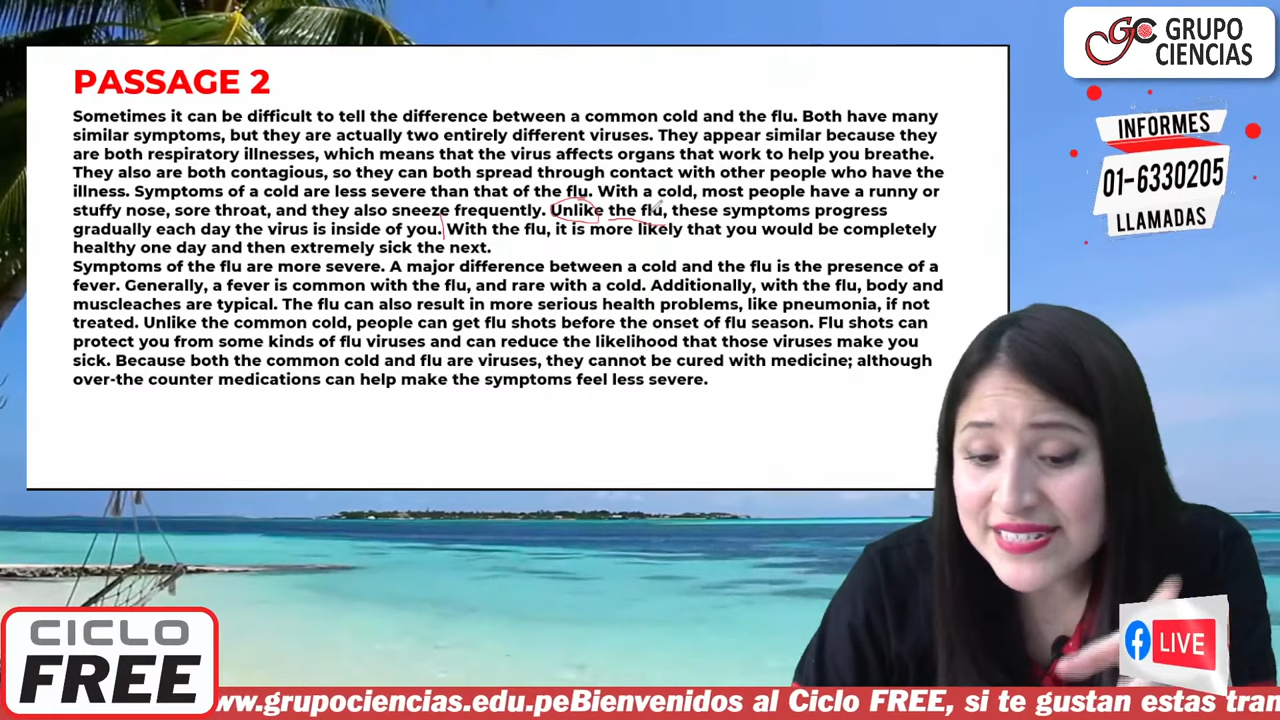 PASSAGE 2
Sometimes it can be difficult to tell the difference between a common cold and the flu. Both have many
similar symptoms, but they are actually two entirely different viruses. They appear similar because they
are both respiratory illnesses, which means that the virus affects organs that work to help you breathe.
They also are both contagious, so they can both spread through contact with other people who have the
illness. Symptoms of a cold are less severe than that of the flu. With a cold, most people have a runny or
stuffy nose, sore throat, and they also sneeze frequently. Unlike the flu, these symptoms progress
gradually each day the virus is inside of you. With the flu, it is more likely that you would be completely
healthy one day and then extremely sick the next.
Symptoms of the flu are more severe. A major difference between a cold and the flu is the presence of a
fever. Generally, a fever is common with the flu, and rare with a cold. Additionally, with the flu, body and
muscleaches are typical. The flu can also result in more serious health problems, like pneumonia, if not
treated. Unlike the common cold, people can get flu shots before the onset of flu season. Flu shots can
protect you from some kinds of flu viruses and can reduce the likelihood that those viruses make you
sick. Because both the common cold and flu are viruses, they cannot be cured with medicine; although
over-the counter medications can help make the symptoms feel less severe.
GC GRUPO
CIENCIAS
INFORMES
01-6330205
LLAMADAS
f LIVE
CICLO
FREE
www.grupociencias.edu.peBienvenidos al Ciclo FREE, si te gustan estas tran